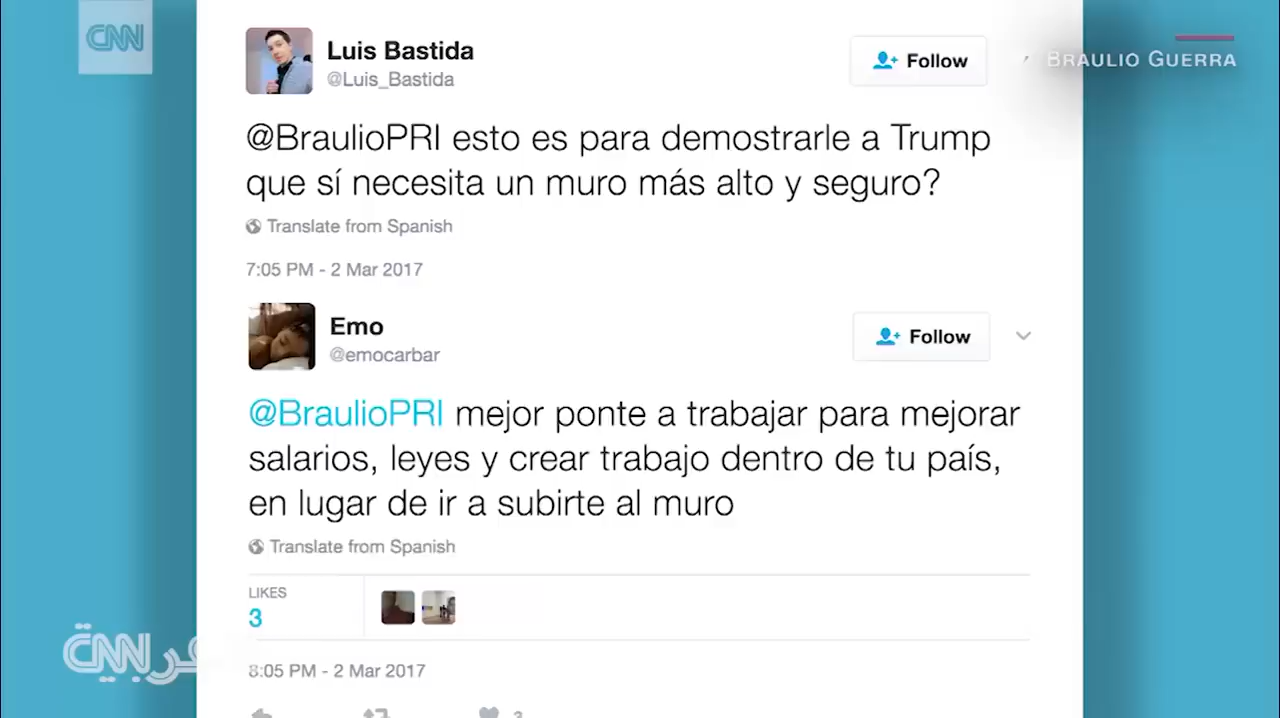 CNN
BRAULIO GUERRA
Luis Bastida
@Luis_Bastida
Follow
@BraulioPRI esto es para demostrarle a Trump
que sí necesita un muro más alto y seguro?
Translate from Spanish
7:05 PM - 2 Mar 2017
Emo
@emocarbar
Follow
@BraulioPRI mejor ponte a trabajar para mejorar
salarios, leyes y crear trabajo dentro de tu país,
en lugar de ir a subirte al muro
Translate from Spanish
LIKES
3
CNN عربية
8:05 PM - 2 Mar 2017
3